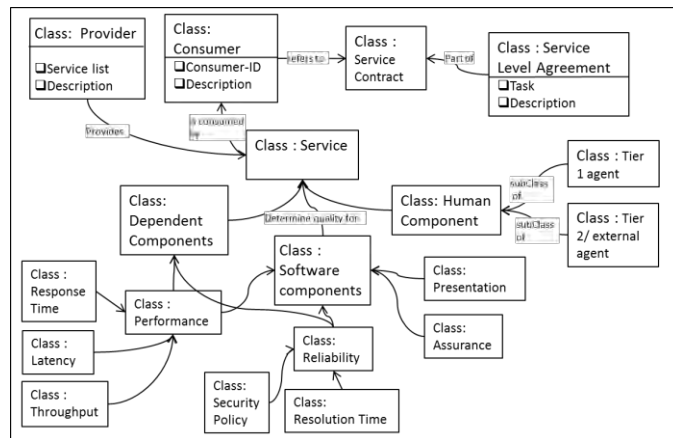 Class: Provider
❑Service list
❑Description
Class:
Consumer
❑Consumer-ID
❑Description
refers to
Class :
Service
Contract
Part of
Class : Service
Level Agreement
❑Task
❑Description
Provides
is consumed
by
Class : Service
Class:
Dependent
Components
Determine quality for
Class: Human
Component
subClass
of
Class : Tier
1 agent
subClass
of
Class : Tier
2/ external
agent
Class :
Software
components
Class :
Response
Time
Class :
Performance
Class:
Presentation
Class :
Latency
Class:
Reliability
Class:
Assurance
Class :
Throughput
Class:
Security
Policy
Class:
Resolution Time